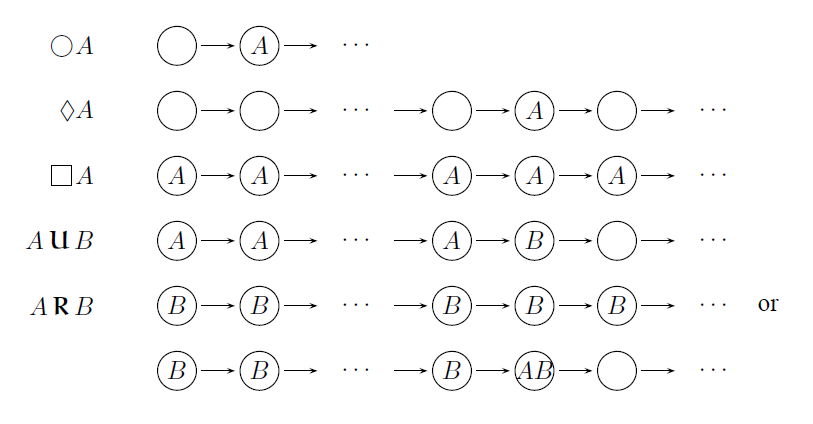 ○A A ···
◊A ··· A ···
□A A A ··· A A A ···
A U B A A ··· A B ···
A R B B B ··· B B B ··· or
B B ··· B AB ···